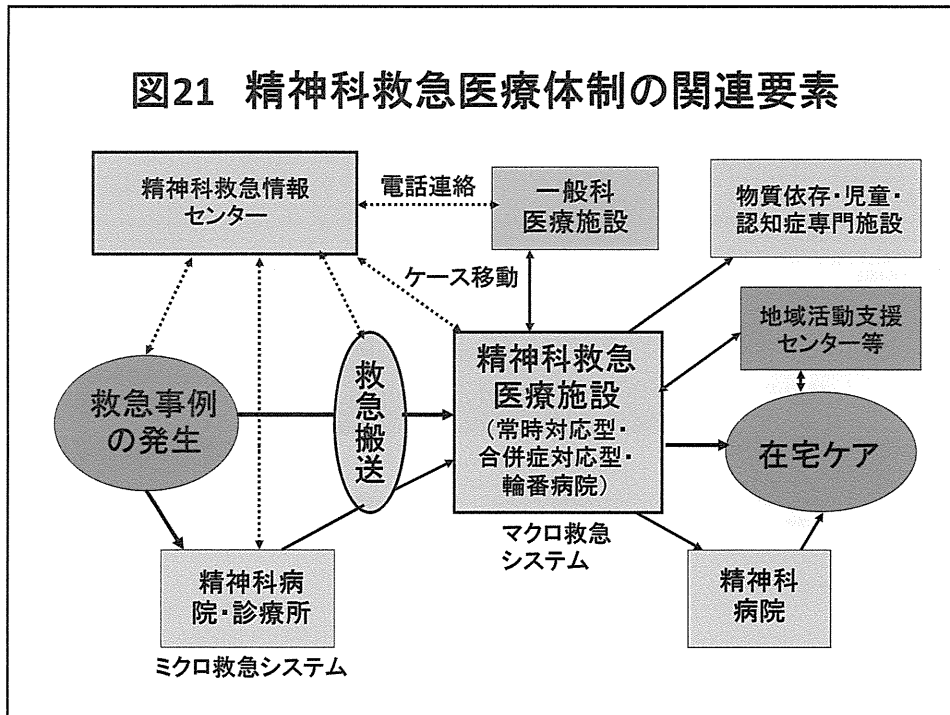 図21 精神科救急医療体制の関連要素
精神科救急情報
センター
電話連絡
一般科
医療施設
物質依存・児童・
認知症専門施設
ケース移動
地域活動支援
センター等
救急事例
の発生
救急搬送
精神科救急
医療施設
（常時対応型・
合併症対応型・
輪番病院）
在宅ケア
マクロ救急
システム
精神科病
院・診療所
精神科
病院
ミクロ救急システム